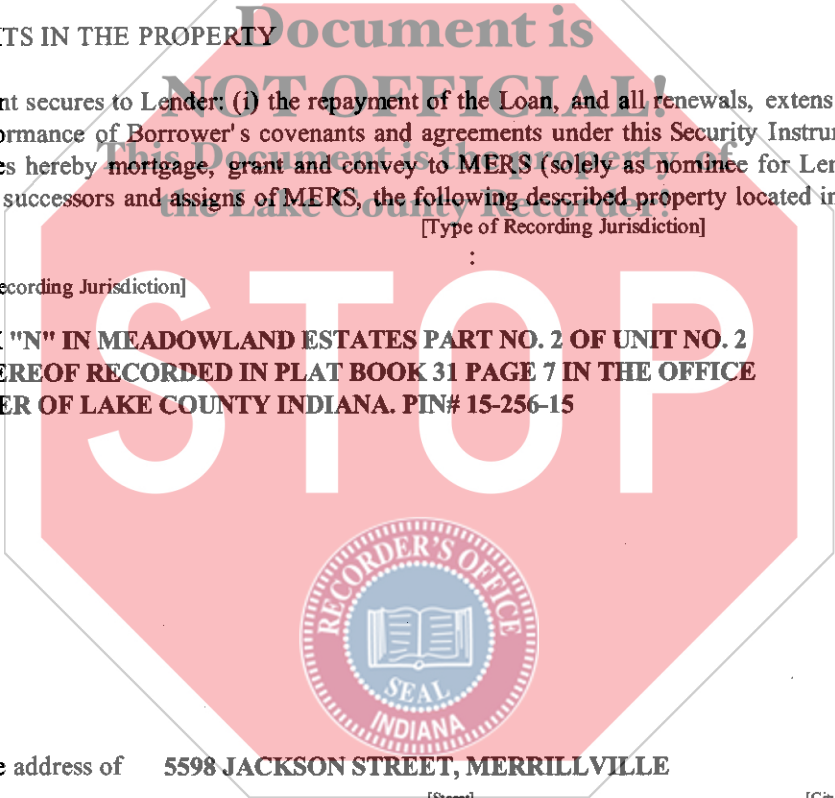 Document is
TS IN THE PROPERTY
NOT OFFICIAL!
nt secures to Lender: (i) the repayment of the Loan, and all renewals, extens
ormance of Borrower's covenants and agreements under this Security Instrum
This Document is the property of
es hereby mortgage, grant and convey to MERS (solely as nominee for Len
the Lake County Recorder!
successors and assigns of MERS, the following described property located in
[Type of Recording Jurisdiction]
:
ecording Jurisdiction]
STOP
"N" IN MEADOWLAND ESTATES PART NO. 2 OF UNIT NO. 2
EREOF RECORDED IN PLAT BOOK 31 PAGE 7 IN THE OFFICE
ER OF LAKE COUNTY INDIANA. PIN# 15-256-15
RECORDER'S OFFICE
SEAL
INDIANA
e address of 5598 JACKSON STREET, MERRILLVILLE
[Street]